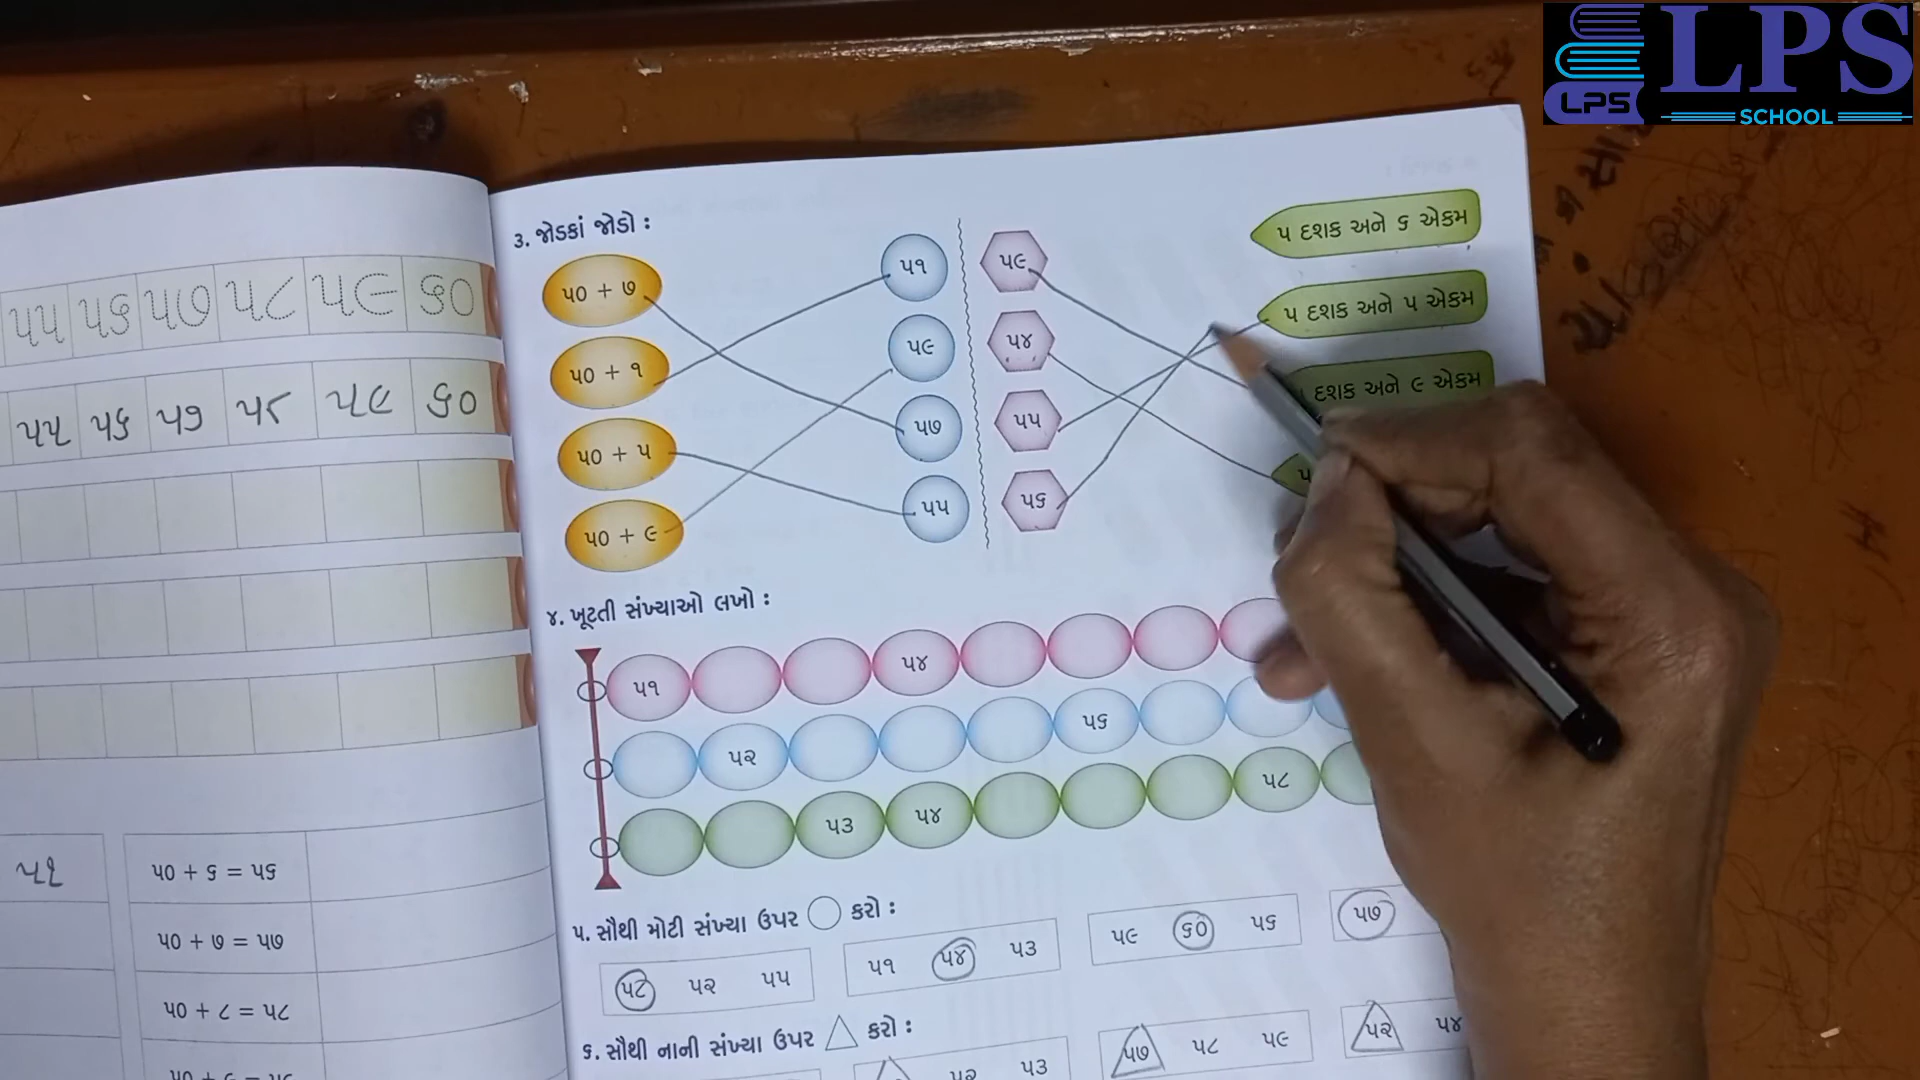 LPS
LPS
SCHOOL
૫૫ ૫૬ ૫૭ ૫૮ ૫૯ ૬૦
૫૫ ૫૬ ૫૭ ૫૮ ૫૯ ૬૦
૫૧
૫૦ + ૬ = ૫૬
૫૦ + ૭ = ૫૭
૫૦ + ૮ = ૫૮
૩. જોડકાં જોડો :
૫૦ + ૭ ૫૧ ૫૯ ૫ દશક અને ૬ એકમ
૫૦ + ૧ ૫૯ ૫૪ ૫ દશક અને ૫ એકમ
૫૦ + ૫ ૫૭ ૫૫ દશક અને ૯ એકમ
૫૦ + ૯ ૫૫ ૫૬ ૫
૪. ખૂટતી સંખ્યાઓ લખો :
૫૧ ૫૪
૫૨ ૫૬
૫૩ ૫૪ ૫૮
૫. સૌથી મોટી સંખ્યા ઉપર કરો :
૫૮ ૫૨ ૫૫ ૫૧ ૫૪ ૫૩ ૫૯ ૬૦ ૫૬ ૫૭
૬. સૌથી નાની સંખ્યા ઉપર કરો :
૫૨ ૫૩ ૫૭ ૫૮ ૫૯ ૫૨ ૫૪